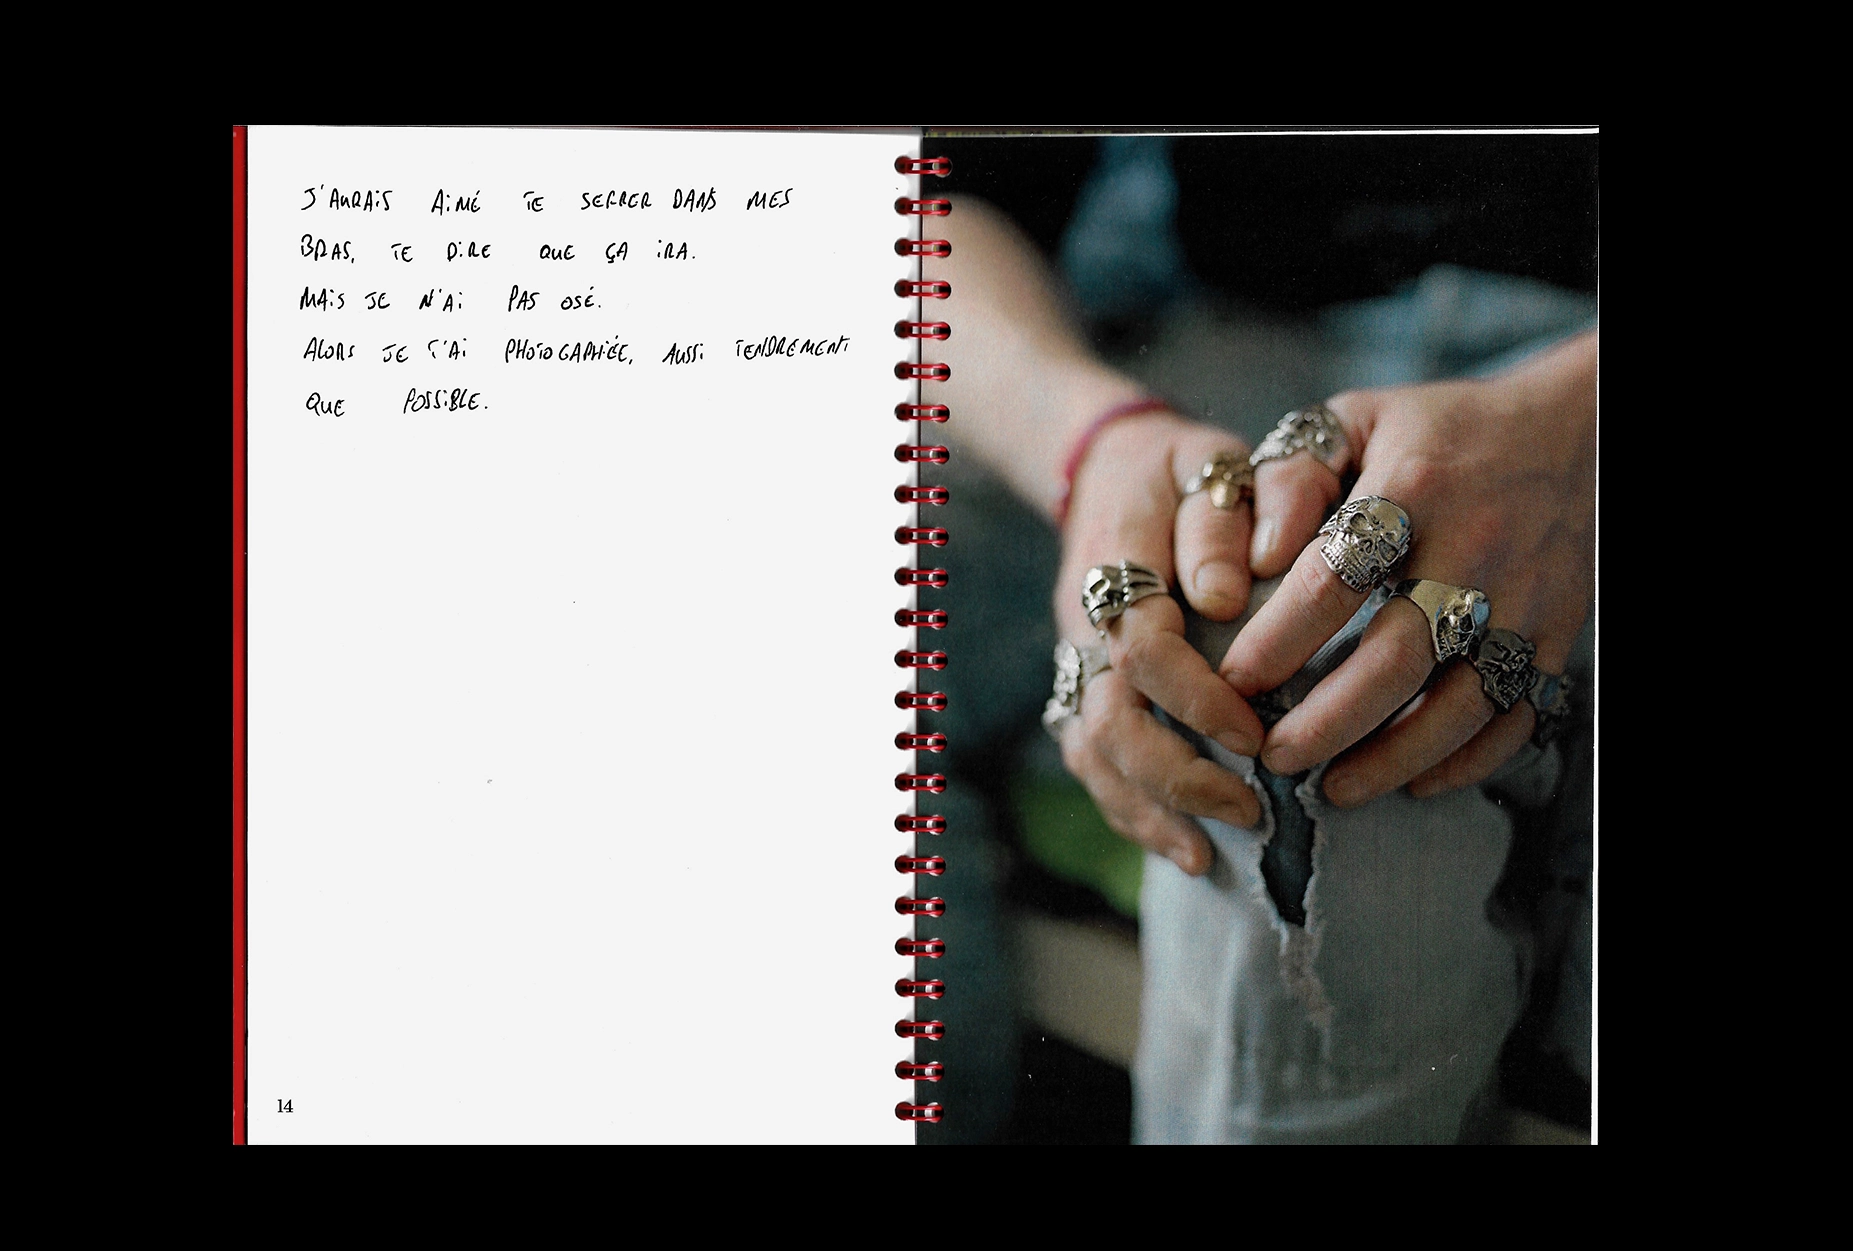 J'AURAIS AIMÉ TE SERRER DANS MES
BRAS, TE DIRE QUE ÇA IRA.
MAIS JE N'AI PAS OSÉ.
ALORS JE T'AI PHOTOGAPHIÉE, AUSSI TENDREMENT
QUE POSSIBLE.
14